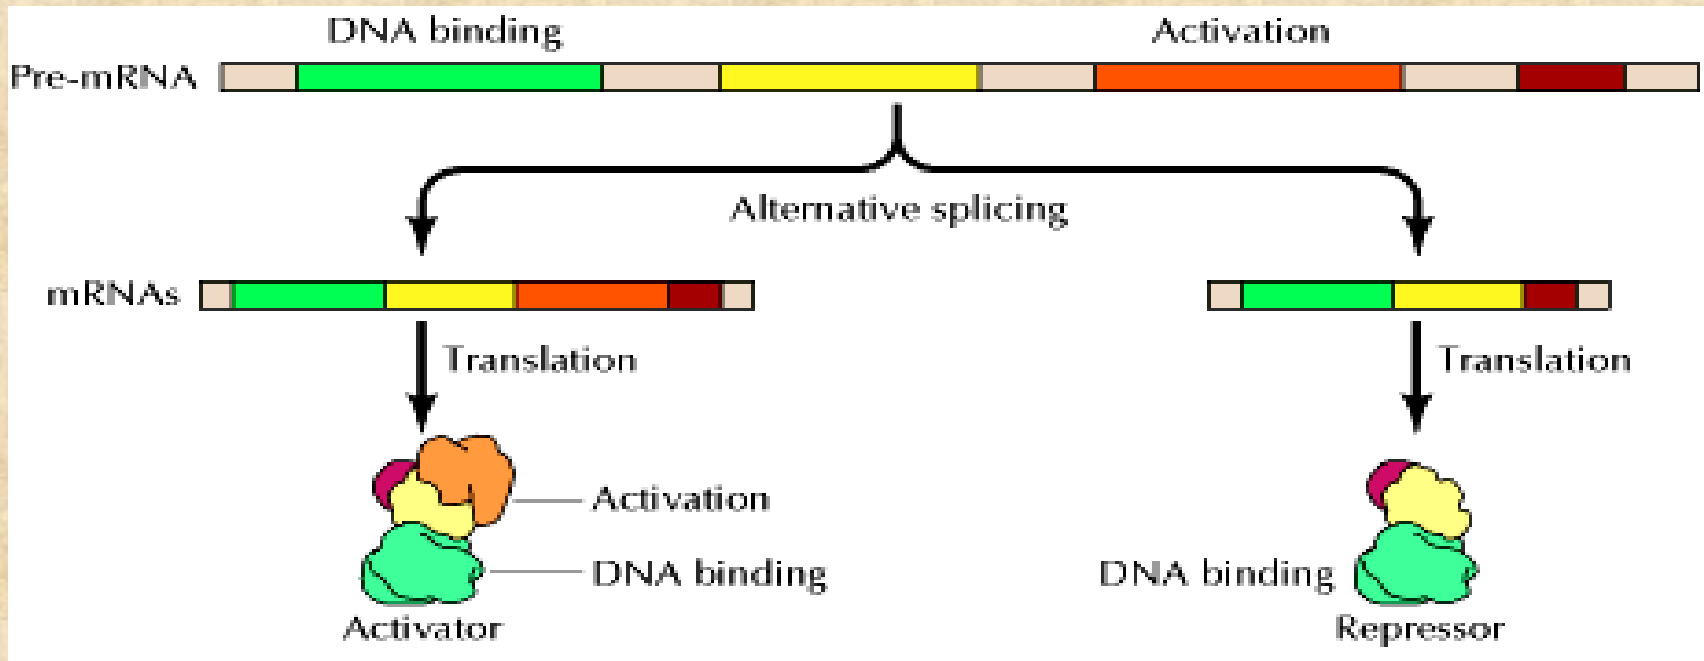 DNA binding
Activation
Pre-mRNA
Alternative splicing
mRNAs
Translation
Translation
Activation
DNA binding
DNA binding
Activator
Repressor